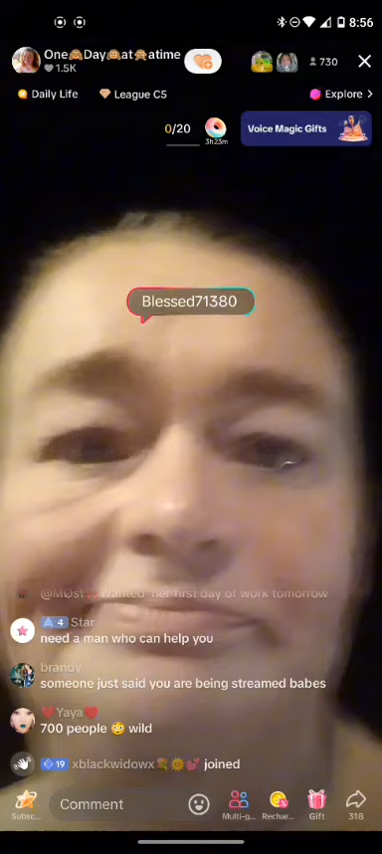 8:56
One🙈Day🙊at🙊atime
1.5K
730
Daily Life
League C5
Explore >
0/20
3h23m
Voice Magic Gifts
Blessed71380
wanted her first day of work tomorrow
4 Star
need a man who can help you
brandy
someone just said you are being streamed babes
Yaya
700 people 😳 wild
19 xblackwidowx💐🌞💕 joined
Subsc...
Comment
Multi-g...
Rechar...
Gift
318